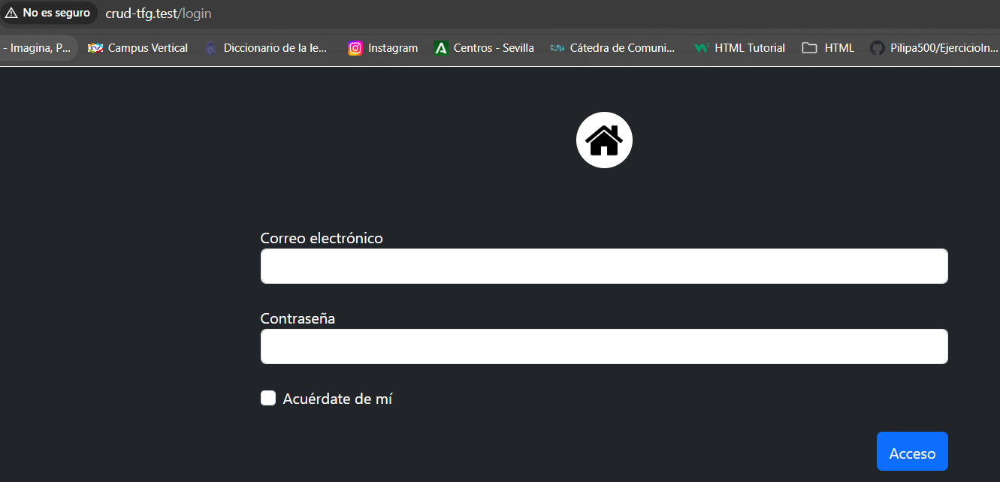 No es seguro crud-tfg.test/login
- Imagina, P... Campus Vertical Diccionario de la le... Instagram Centros - Sevilla Cátedra de Comuni... HTML Tutorial HTML Pilipa500/EjercicioIn...
Correo electrónico
Contraseña
Acuérdate de mí
Acceso